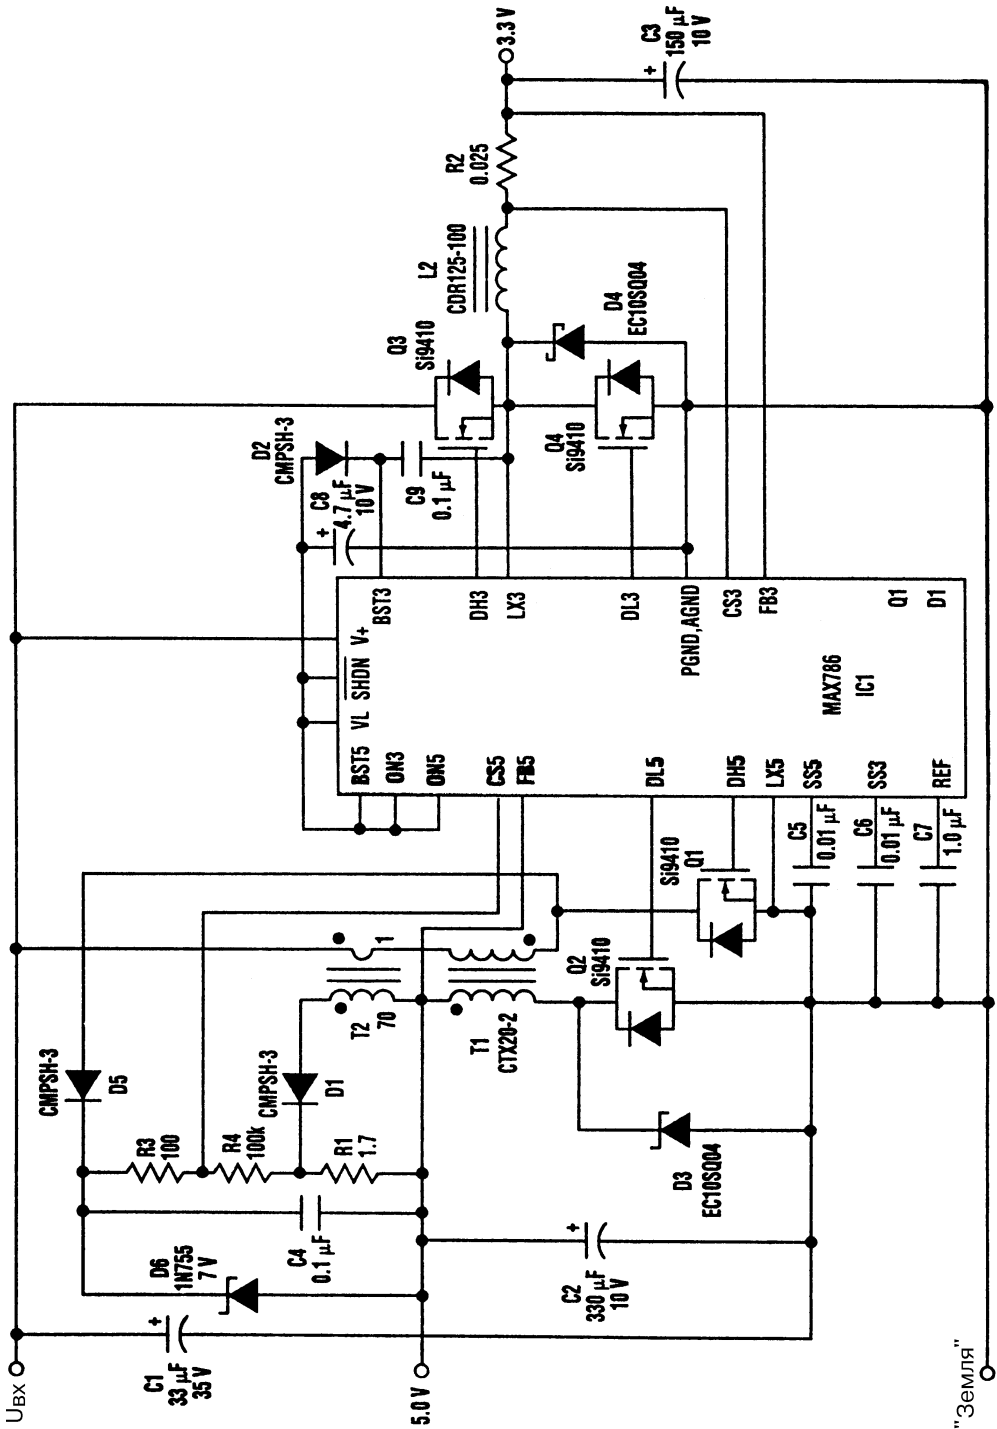 Uвх
C1
33 μF
35 V
5.0 V
"Земля"
D6
1N755
7 V
C4
0.1 μF
C2
330 μF
10 V
CMPSH-3
D5
R3
100
R4
100k
R1
1.7
CMPSH-3
D1
D3
EC10SQ04
T2
70
1
T1
CTX20-2
Q2
Si9410
Si9410
Q1
C5
0.01 μF
C6
0.01 μF
C7
1.0 μF
BST5
ON3
ON5
CS5
FB5
DL5
DH5
LX5
SS5
SS3
REF
VL
SHDN
V+
MAX786
IC1
BST3
DH3
LX3
DL3
PGND,AGND
CS3
FB3
Q1
D1
D2
CMPSH-3
C8
4.7 μF
10 V
C9
0.1 μF
Q3
Si9410
Q4
Si9410
D4
EC10SQ04
L2
CDR125-100
R2
0.025
3.3 V
C3
150 μF
10 V
+
+
+
+